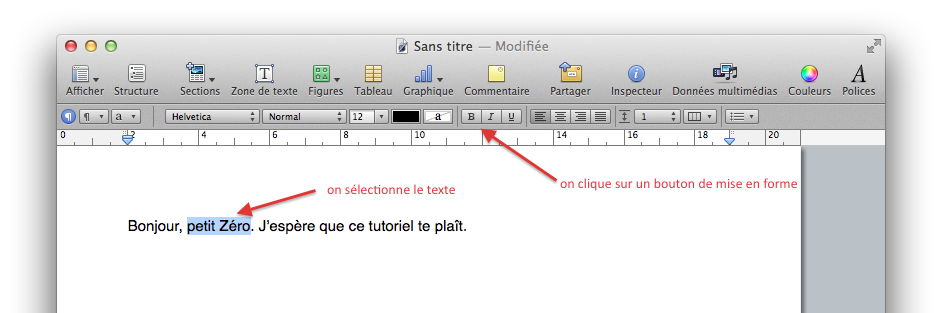 Sans titre — Modifiée
Afficher Structure Sections Zone de texte Figures Tableau Graphique Commentaire Partager Inspecteur Données multimédias Couleurs Polices
¶ ¶ a Helvetica Normal 12 a B I U 1
0 2 4 6 8 10 12 14 16 18 20
on clique sur un bouton de mise en forme
on sélectionne le texte
Bonjour, petit Zéro. J'espère que ce tutoriel te plaît.